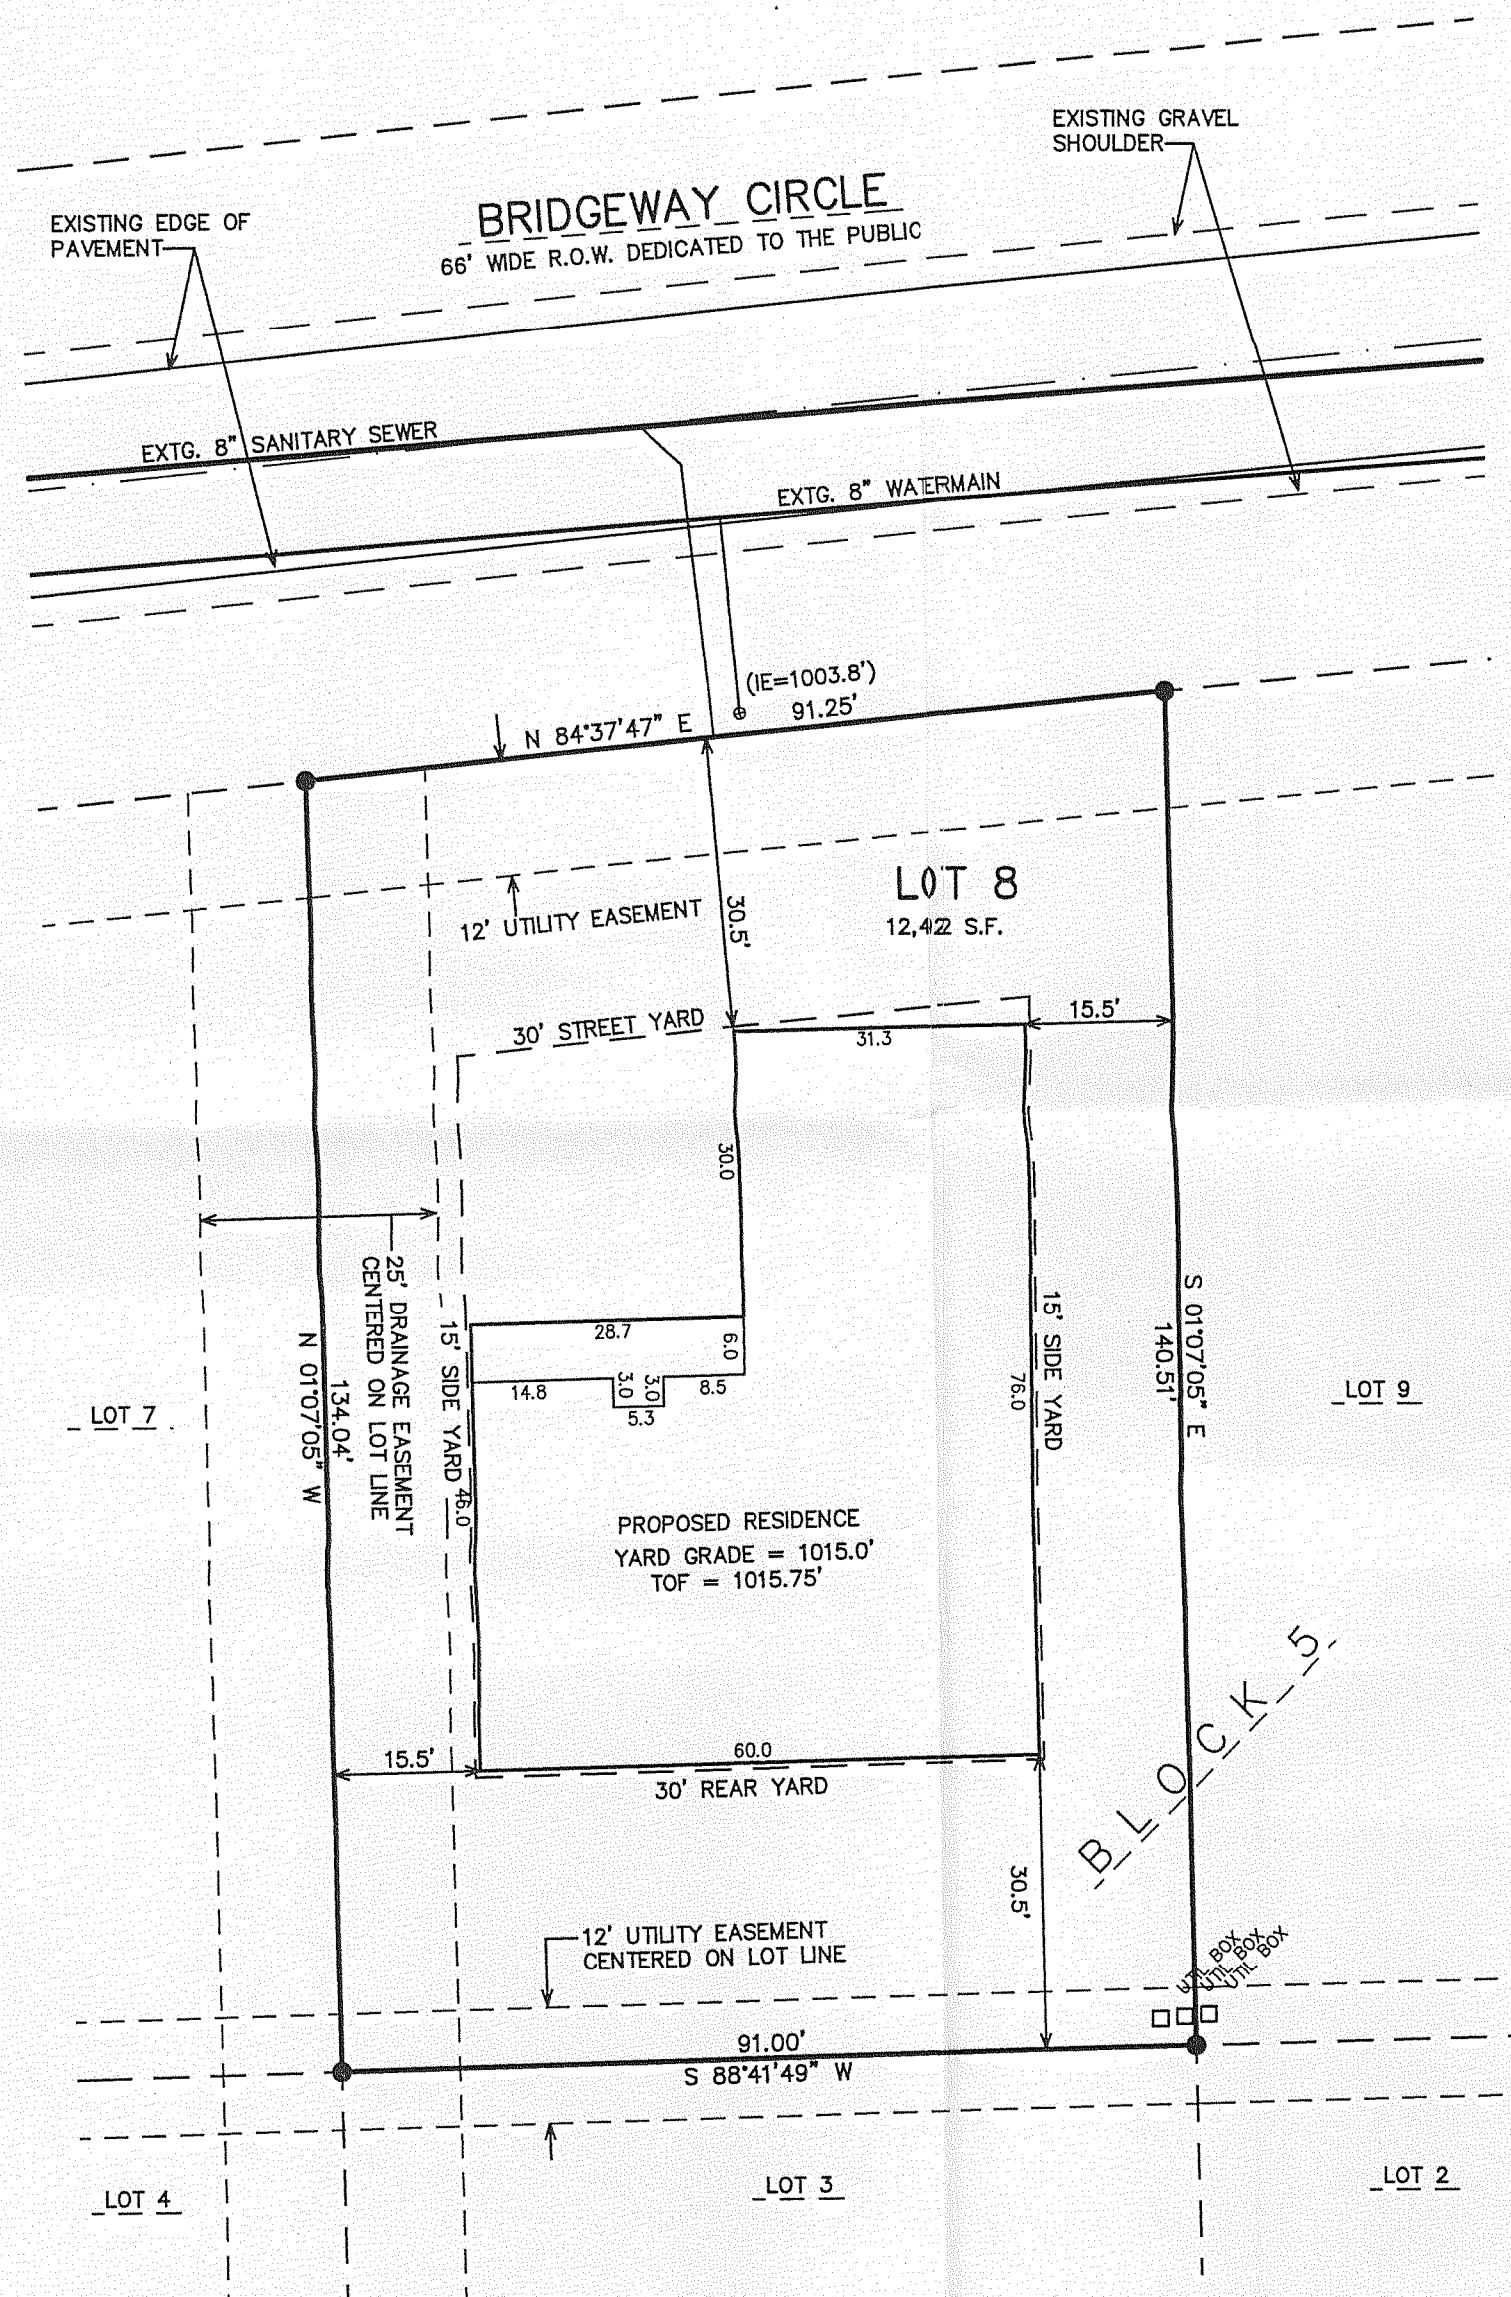 EXISTING GRAVEL
SHOULDER
BRIDGEWAY CIRCLE
66' WIDE R.O.W. DEDICATED TO THE PUBLIC
EXISTING EDGE OF
PAVEMENT
EXTG. 8" SANITARY SEWER
EXTG. 8" WATERMAIN
(IE=1003.8')
91.25'
N 84°37'47" E
LOT 8
12,422 S.F.
12' UTILITY EASEMENT
30.5'
30' STREET YARD
15.5'
31.3
30.0
25' DRAINAGE EASEMENT
CENTERED ON LOT LINE
15' SIDE YARD
15' SIDE YARD
S 01°07'05" E
140.51'
N 01°07'05" W
134.04'
28.7
6.0
14.8
3.0
3.0
8.5
5.3
76.0
46.0
LOT 7
LOT 9
PROPOSED RESIDENCE
YARD GRADE = 1015.0'
TOF = 1015.75'
BLOCK 5
15.5'
60.0
30' REAR YARD
30.5'
12' UTILITY EASEMENT
CENTERED ON LOT LINE
UTIL BOX
UTIL BOX
UTIL BOX
91.00'
S 88°41'49" W
LOT 4
LOT 3
LOT 2